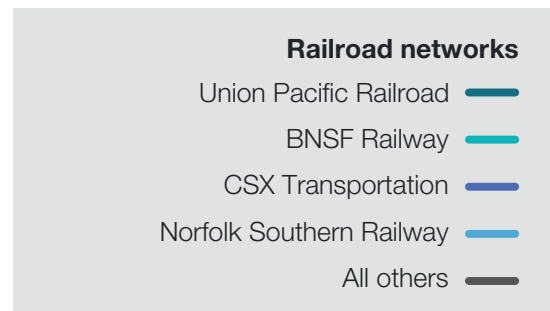 Railroad networks
Union Pacific Railroad
BNSF Railway
CSX Transportation
Norfolk Southern Railway
All others